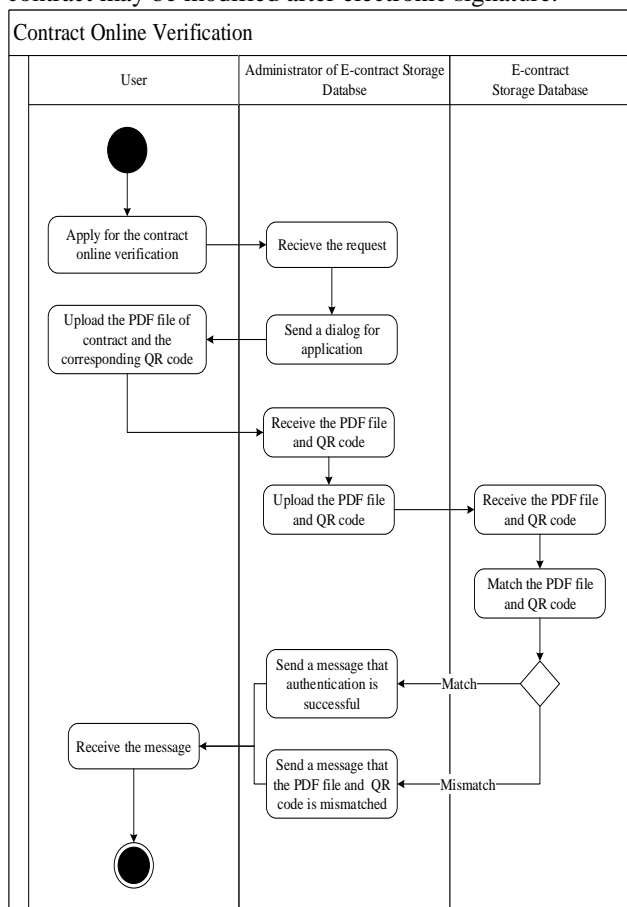 contract may be modified after electronic signature.
Contract Online Verification
User
Administrator of E-contract Storage
Databse
E-contract
Storage Database
Apply for the contract
online verification
Recieve the request
Upload the PDF file of
contract and the
corresponding QR code
Send a dialog for
application
Receive the PDF file
and QR code
Upload the PDF file
and QR code
Receive the PDF file
and QR code
Match the PDF file
and QR code
Send a message that
authentication is
successful
Match
Receive the message
Send a message that
the PDF file and QR
code is mismatched
Mismatch